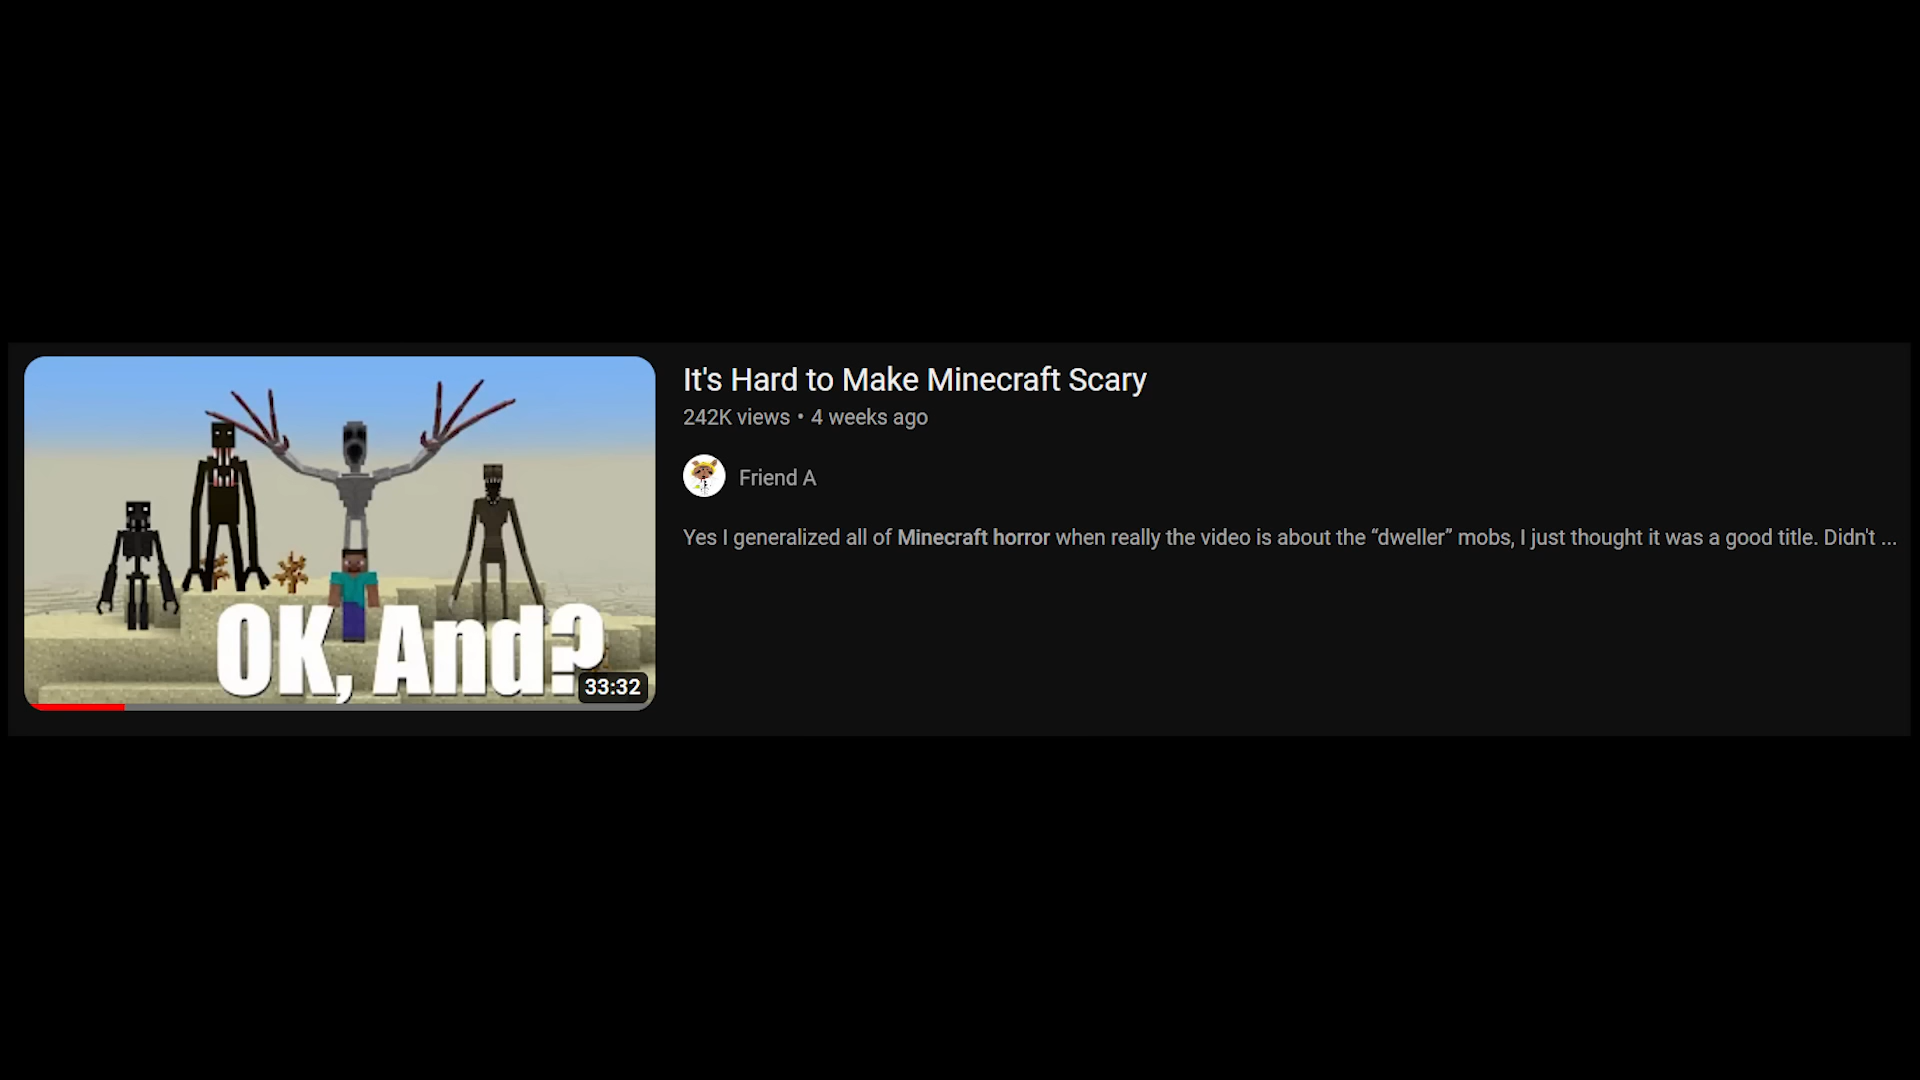 It's Hard to Make Minecraft Scary
242K views • 4 weeks ago
Friend A
Yes I generalized all of Minecraft horror when really the video is about the “dweller” mobs, I just thought it was a good title. Didn't ...
OK, And?
33:32